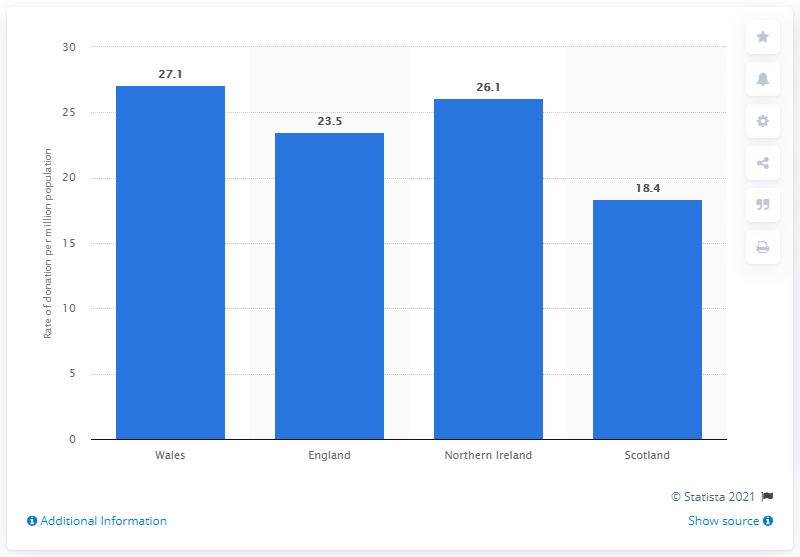 Rate of donation per million population
30
25
20
15
10
5
0
27.1
23.5
26.1
18.4
Wales
England
Northern Ireland
Scotland
© Statista 2021
Additional Information
Show source